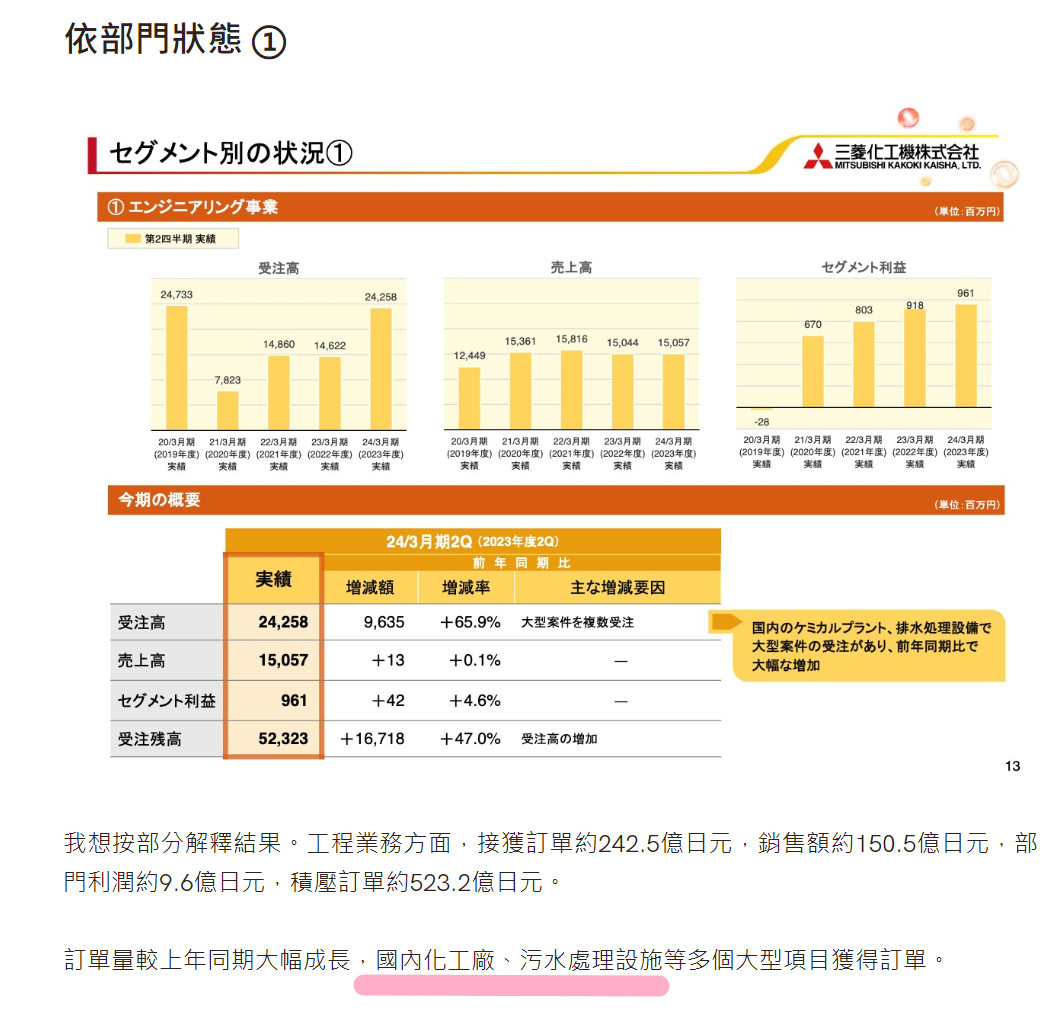 依部門狀態 ①
セグメント別の状況①
三菱化工機株式会社
MITSUBISHI KAKOKI KAISHA, LTD.
① エンジニアリング事業
(単位:百万円)
第2四半期 実績
受注高
24,733
7,823
14,860
14,622
24,258
20/3月期 21/3月期 22/3月期 23/3月期 24/3月期
(2019年度) (2020年度) (2021年度) (2022年度) (2023年度)
実績 実績 実績 実績 実績
売上高
12,449
15,361
15,816
15,044
15,057
20/3月期 21/3月期 22/3月期 23/3月期 24/3月期
(2019年度) (2020年度) (2021年度) (2022年度) (2023年度)
実績 実績 実績 実績 実績
セグメント利益
-28
670
803
918
961
20/3月期 21/3月期 22/3月期 23/3月期 24/3月期
(2019年度) (2020年度) (2021年度) (2022年度) (2023年度)
実績 実績 実績 実績 実績
今期の概要
(単位:百万円)
24/3月期2Q (2023年度2Q)
前年同期比
実績 増減額 増減率 主な増減要因
受注高 24,258 9,635 +65.9% 大型案件を複数受注
売上高 15,057 +13 +0.1% ―
セグメント利益 961 +42 +4.6% ―
受注残高 52,323 +16,718 +47.0% 受注高の増加
国内のケミカルプラント、排水処理設備で
大型案件の受注があり、前年同期比で
大幅な増加
13
我想按部分解釋結果。工程業務方面，接獲訂單約242.5億日元，銷售額約150.5億日元，部
門利潤約9.6億日元，積壓訂單約523.2億日元。
訂單量較上年同期大幅成長，國內化工廠、污水處理設施等多個大型項目獲得訂單。